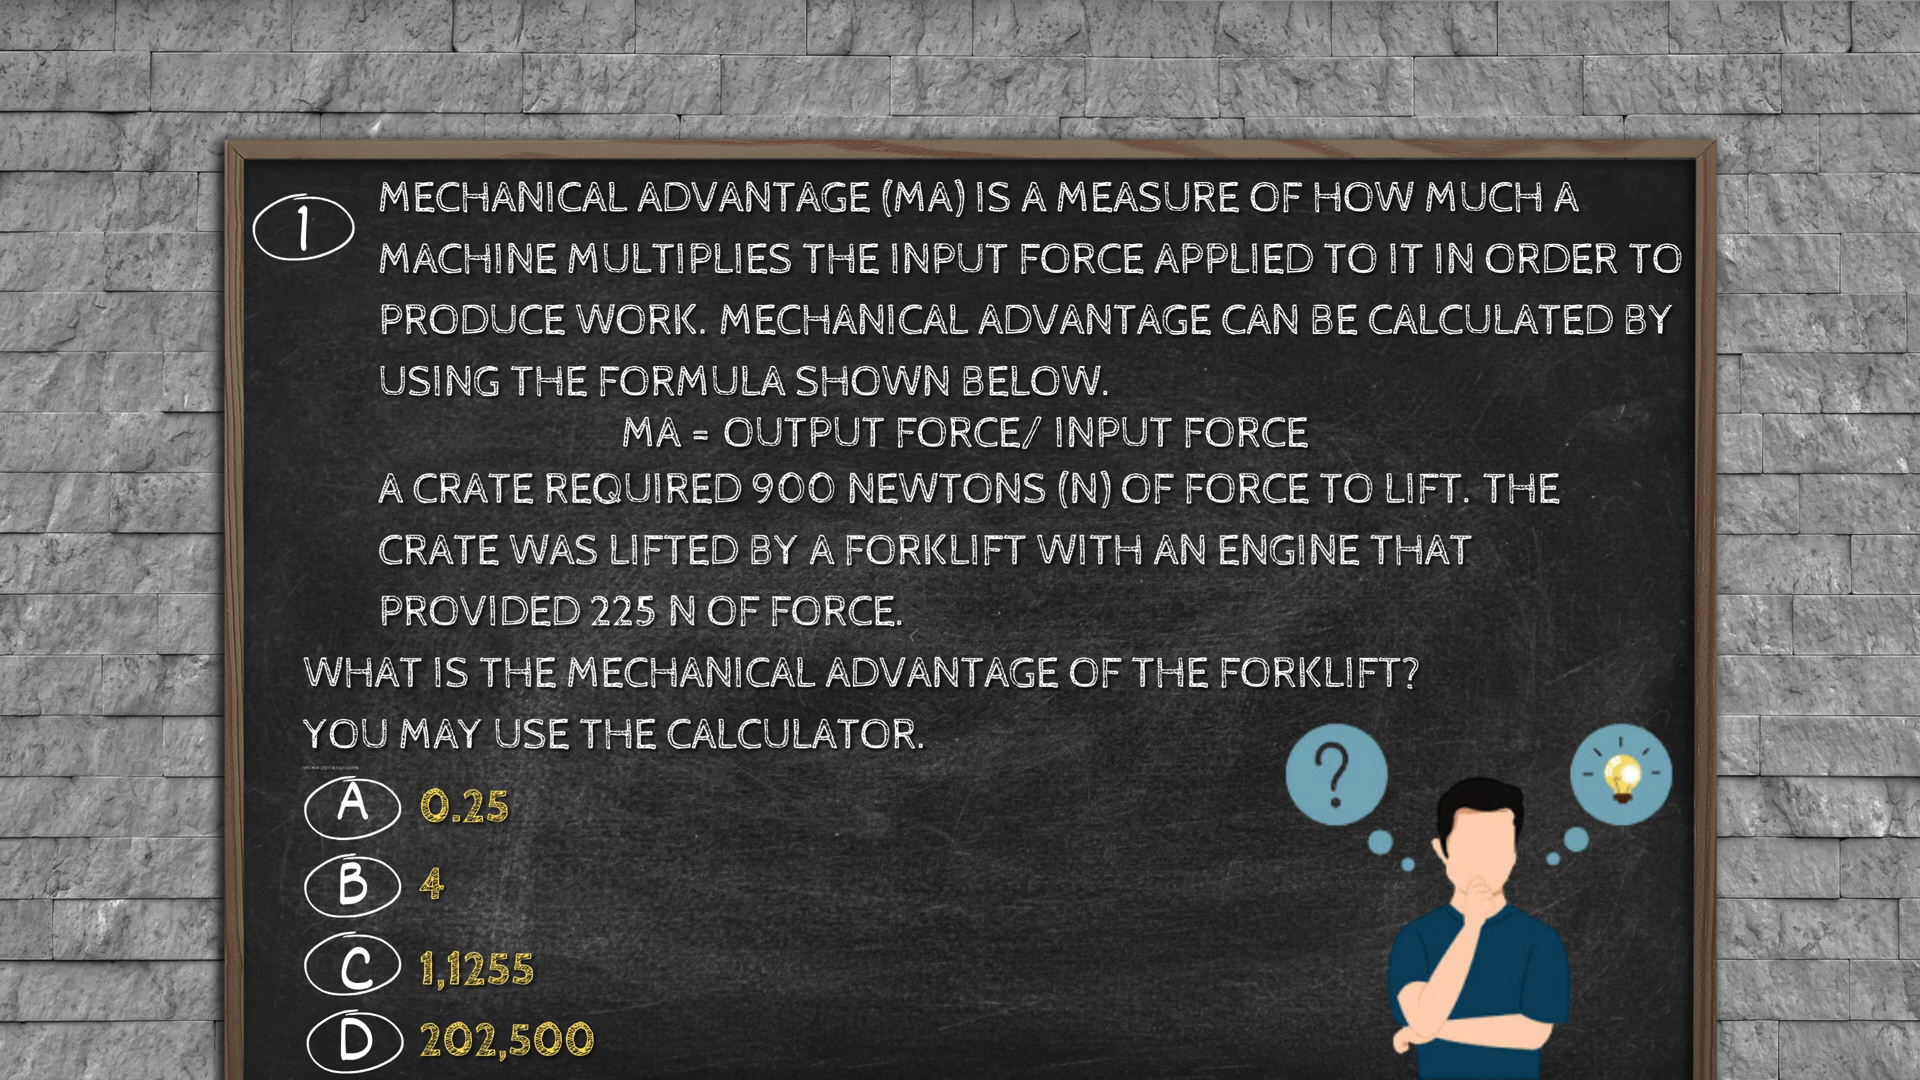 1
MECHANICAL ADVANTAGE (MA) IS A MEASURE OF HOW MUCH A
MACHINE MULTIPLIES THE INPUT FORCE APPLIED TO IT IN ORDER TO
PRODUCE WORK. MECHANICAL ADVANTAGE CAN BE CALCULATED BY
USING THE FORMULA SHOWN BELOW.
MA = OUTPUT FORCE/ INPUT FORCE
A CRATE REQUIRED 900 NEWTONS (N) OF FORCE TO LIFT. THE
CRATE WAS LIFTED BY A FORKLIFT WITH AN ENGINE THAT
PROVIDED 225 N OF FORCE.
WHAT IS THE MECHANICAL ADVANTAGE OF THE FORKLIFT?
YOU MAY USE THE CALCULATOR.
A 0.25
B 4
C 1,1255
D 202,500
?